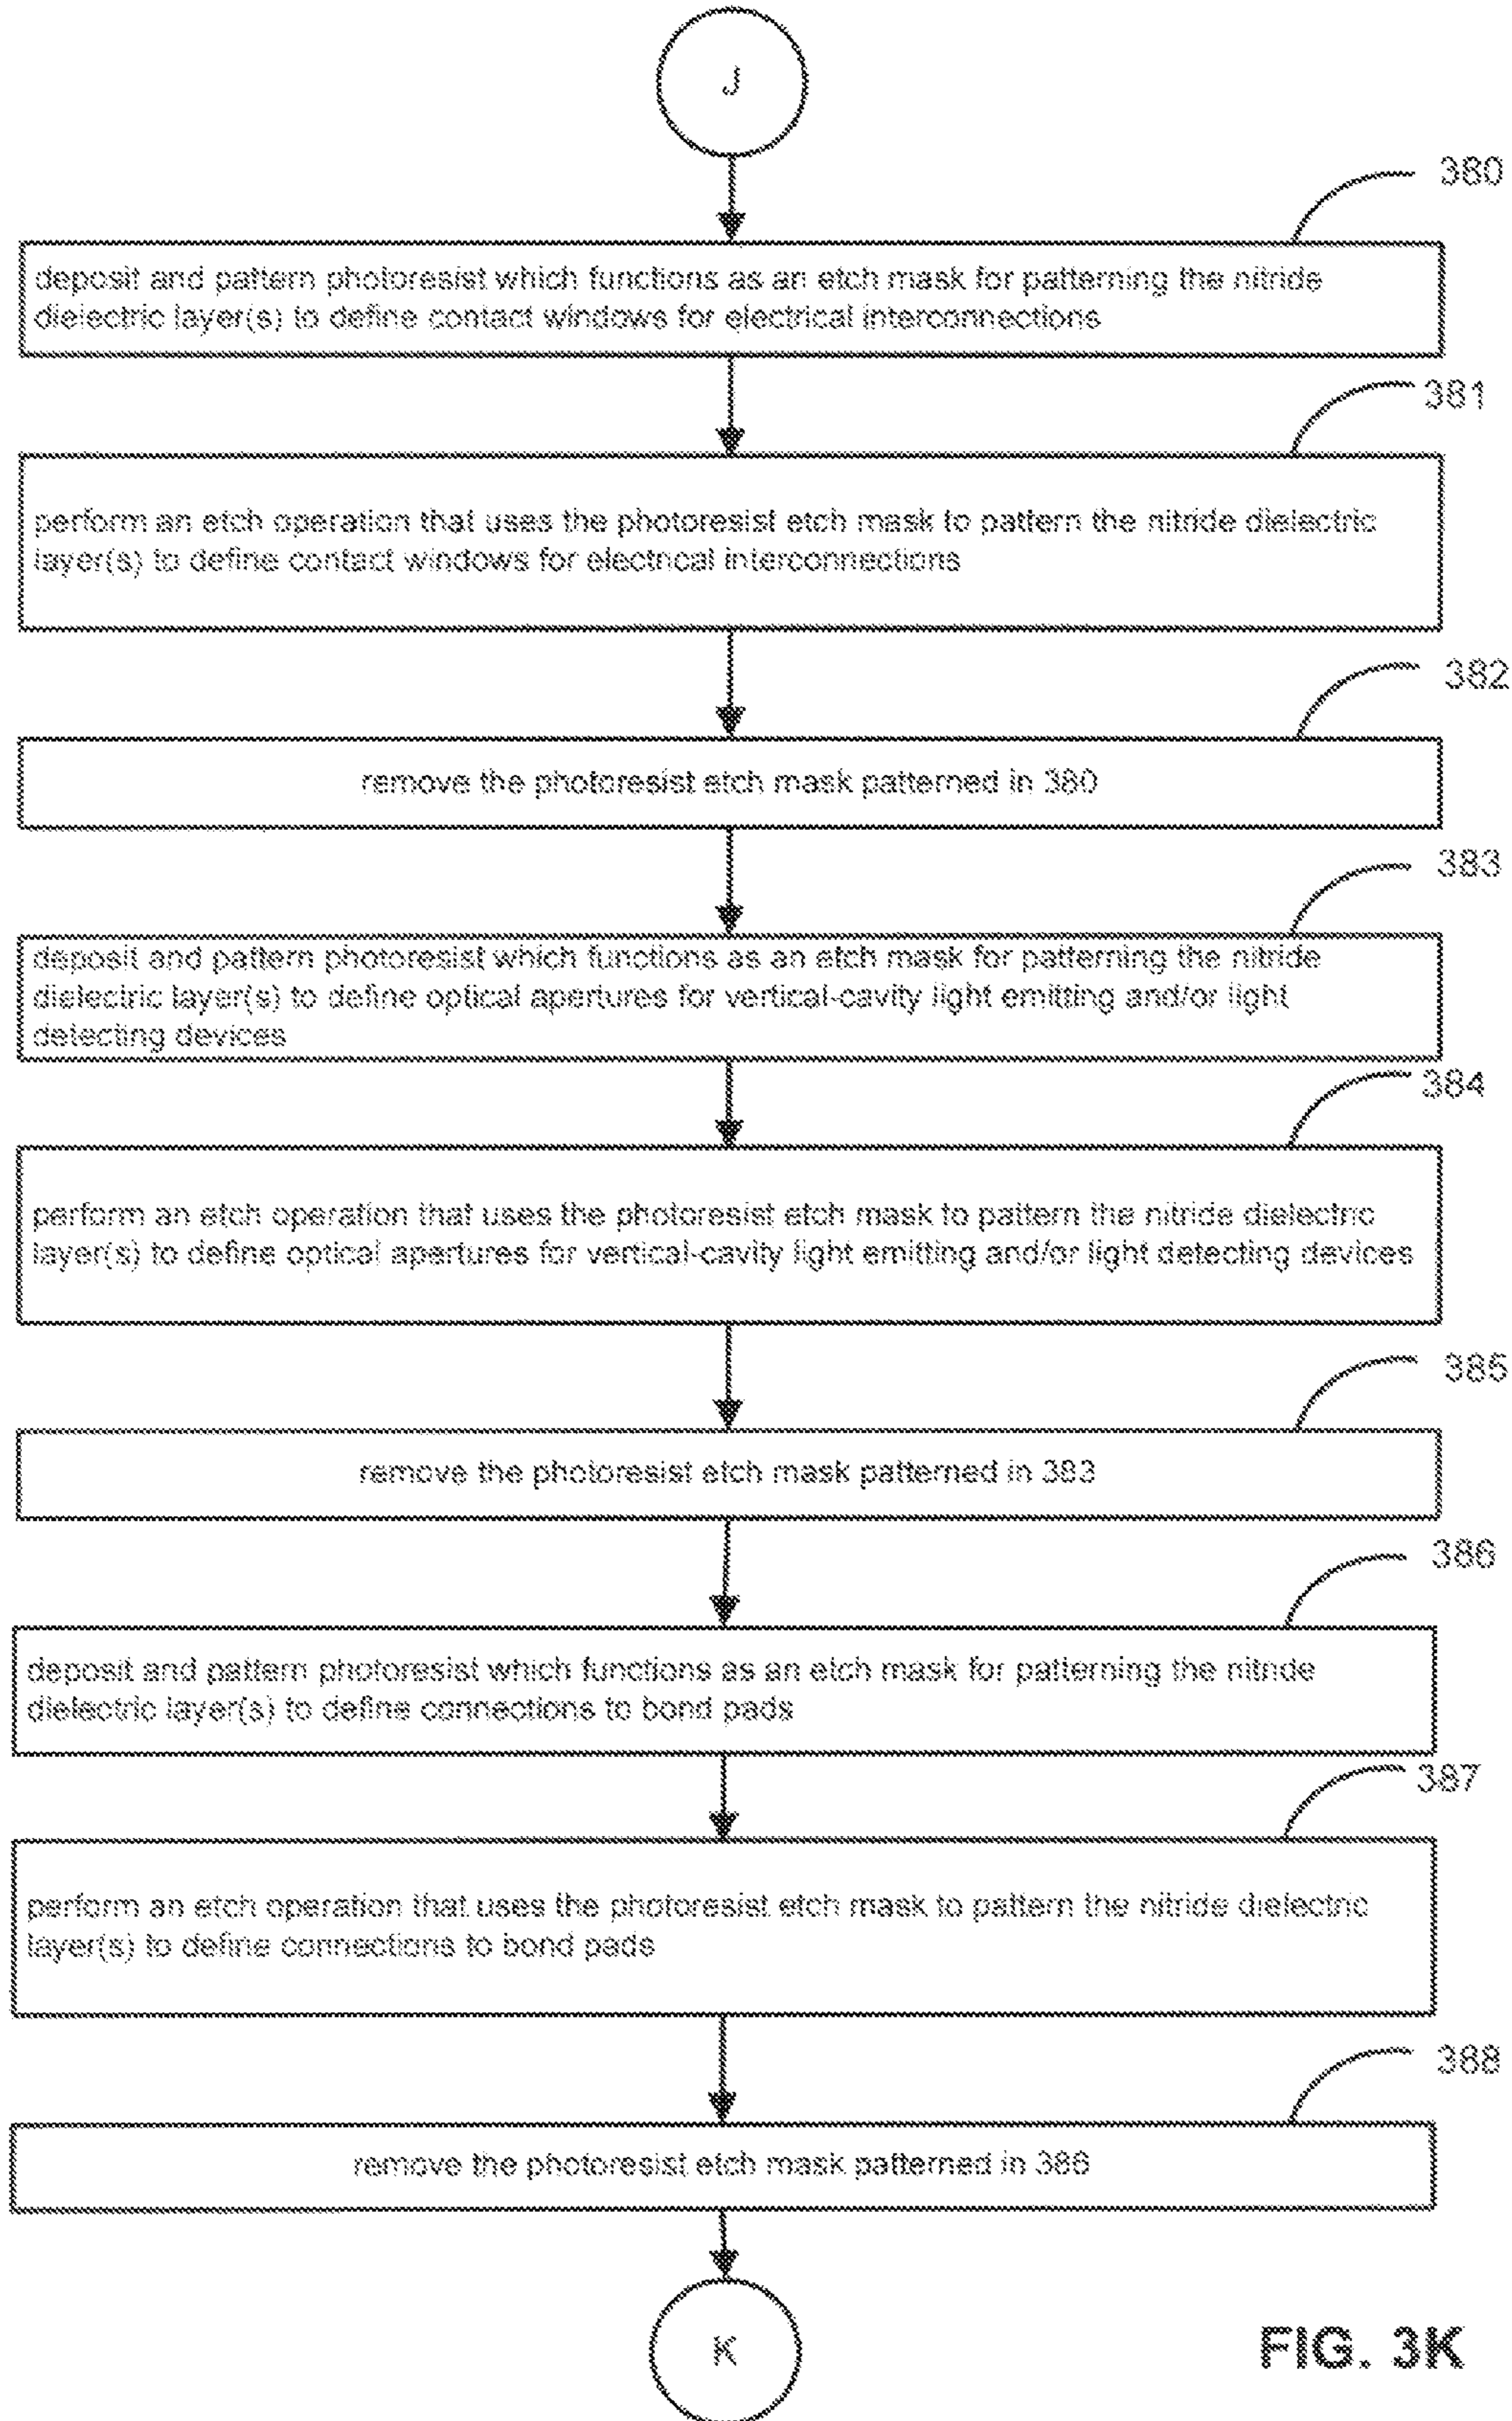 J
380
deposit and pattern photoresist which functions as an etch mask for patterning the nitride
dielectric layer(s) to define contact windows for electrical interconnections
381
perform an etch operation that uses the photoresist etch mask to pattern the nitride dielectric
layer(s) to define contact windows for electrical interconnections
382
remove the photoresist etch mask patterned in 380
383
deposit and pattern photoresist which functions as an etch mask for patterning the nitride
dielectric layer(s) to define optical apertures for vertical-cavity light emitting and/or light
detecting devices
384
perform an etch operation that uses the photoresist etch mask to pattern the nitride dielectric
layer(s) to define optical apertures for vertical-cavity light emitting and/or light detecting devices
385
remove the photoresist etch mask patterned in 383
386
deposit and pattern photoresist which functions as an etch mask for patterning the nitride
dielectric layer(s) to define connections to bond pads
387
perform an etch operation that uses the photoresist etch mask to pattern the nitride dielectric
layer(s) to define connections to bond pads
388
remove the photoresist etch mask patterned in 386
K
FIG. 3K